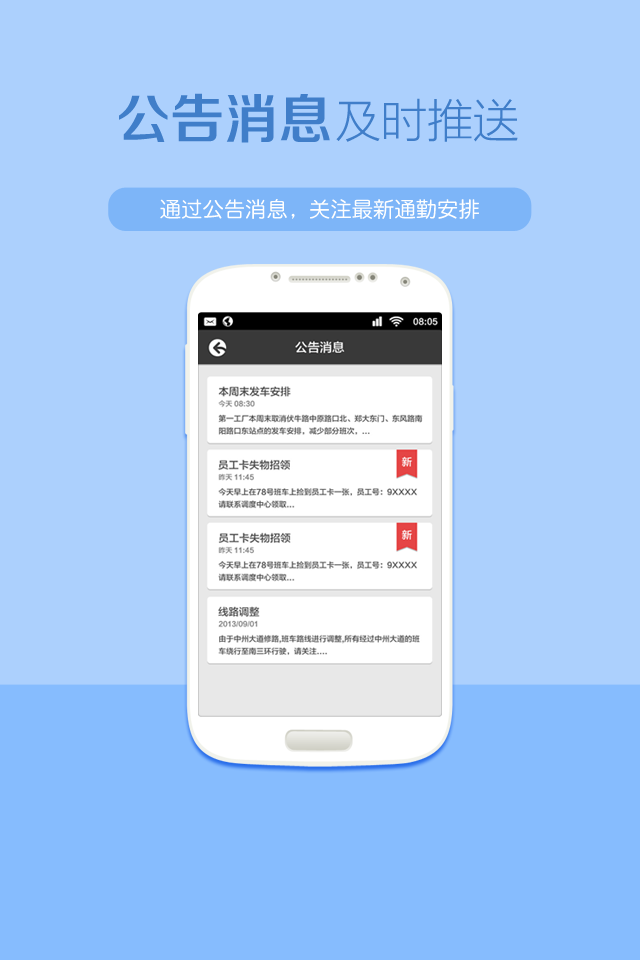 公告消息及时推送
通过公告消息，关注最新通勤安排
08:05
公告消息
本周末发车安排
今天 08:30
第一工厂本周末取消伏牛路中原路口北、郑大东门、东风路南
阳路口东站点的发车安排，减少部分班次、...
员工卡失物招领
新
昨天 11:45
今天早上在78号班车上捡到员工卡一张，员工号：9XXXX
请联系调度中心领取...
员工卡失物招领
新
昨天 11:45
今天早上在78号班车上捡到员工卡一张，员工号：9XXXX
请联系调度中心领取...
线路调整
2013/09/01
由于中州大道修路,班车路线进行调整,所有经过中州大道的班
车绕行至南三环行驶，请关注....